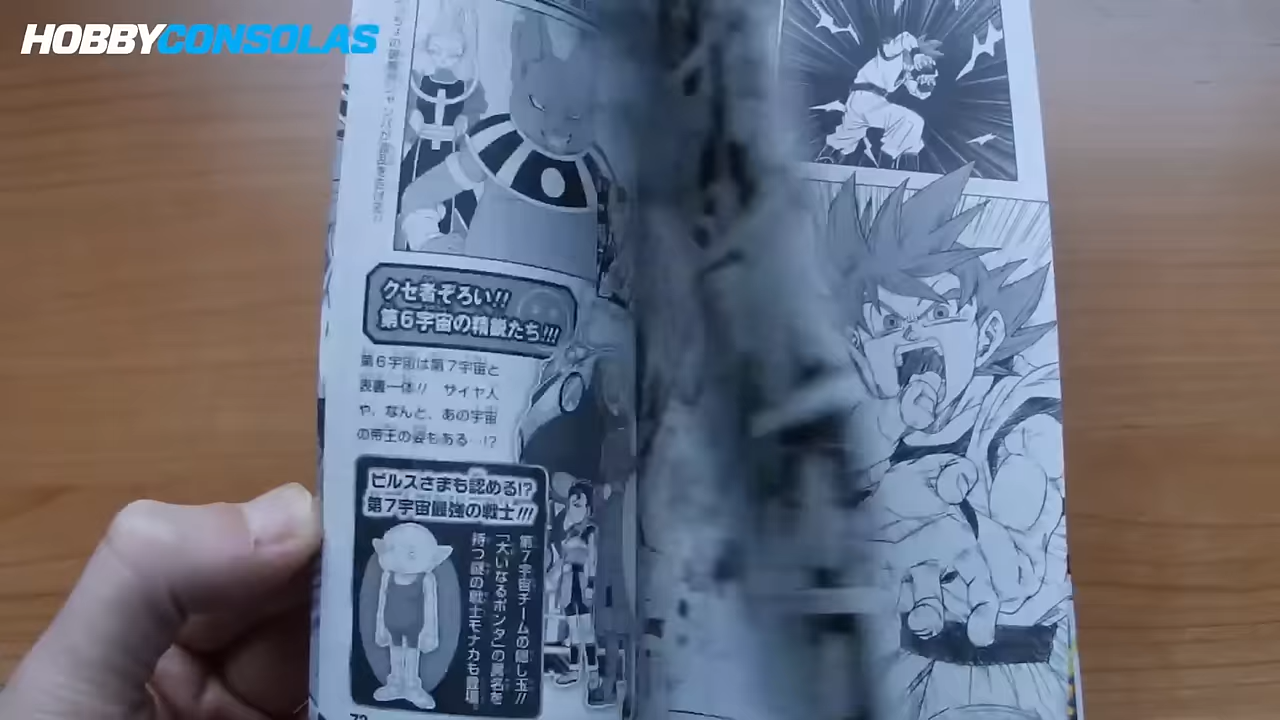 HOBBYCONSOLAS
クセ者ぞろい!!
第6宇宙の精鋭たち!!!
第6宇宙は第7宇宙と
表裏一体!! サイヤ人
や、なんと、あの宇宙
の帝王の姿もある…!?
ビルスさまも認める!?
第7宇宙最強の戦士!!!
第7宇宙チームの隠し玉!!
「大いなるポンタ」の異名を
持つ謎の戦士モナカも登場